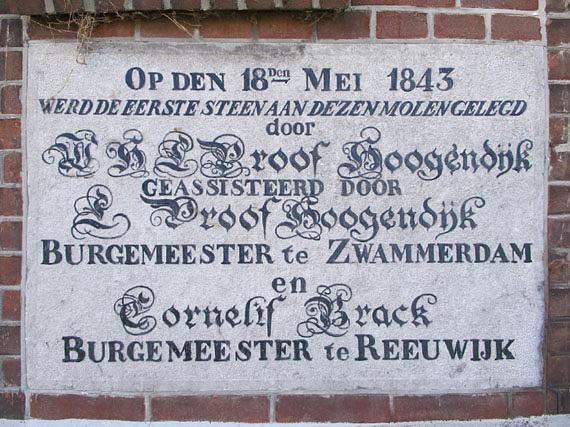 OP DEN 18Den MEI 1843
WERD DE EERSTE STEEN AAN DEZEN MOLEN GELEGD
door
W H L Proof Hoogendijk
GEASSISTEERD DOOR
L Proof Hoogendijk
BURGEMEESTER te ZWAMMERDAM
en
Cornelis Brack
BURGEMEESTER te REEUWIJK